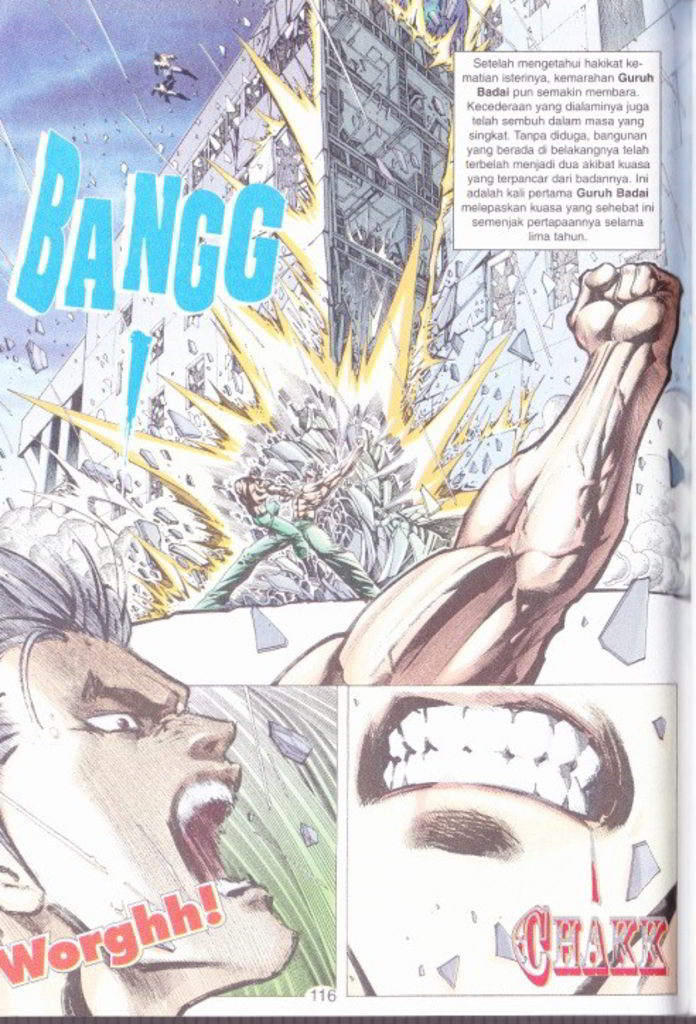 Setelah mengetahui hakikat ke-
matian isterinya, kemarahan Guruh
Badai pun semakin membara.
Kecederaan yang dialaminya juga
telah sembuh dalam masa yang
singkat. Tanpa diduga, bangunan
yang berada di belakangnya telah
terbelah menjadi dua akibat kuasa
yang terpancar dari badannya. Ini
adalah kali pertama Guruh Badai
melepaskan kuasa yang sehebat ini
semenjak pertapaannya selama
lima tahun.
BANGG
!
Worghh!
CHAKK
116